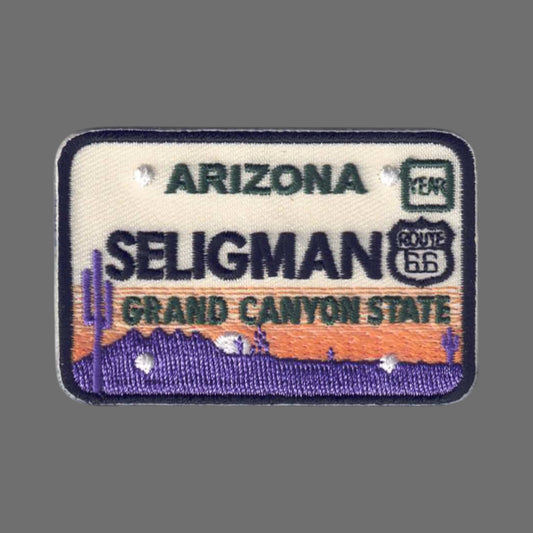 ARIZONA
YEAR
SELIGMAN
ROUTE
66
GRAND CANYON STATE